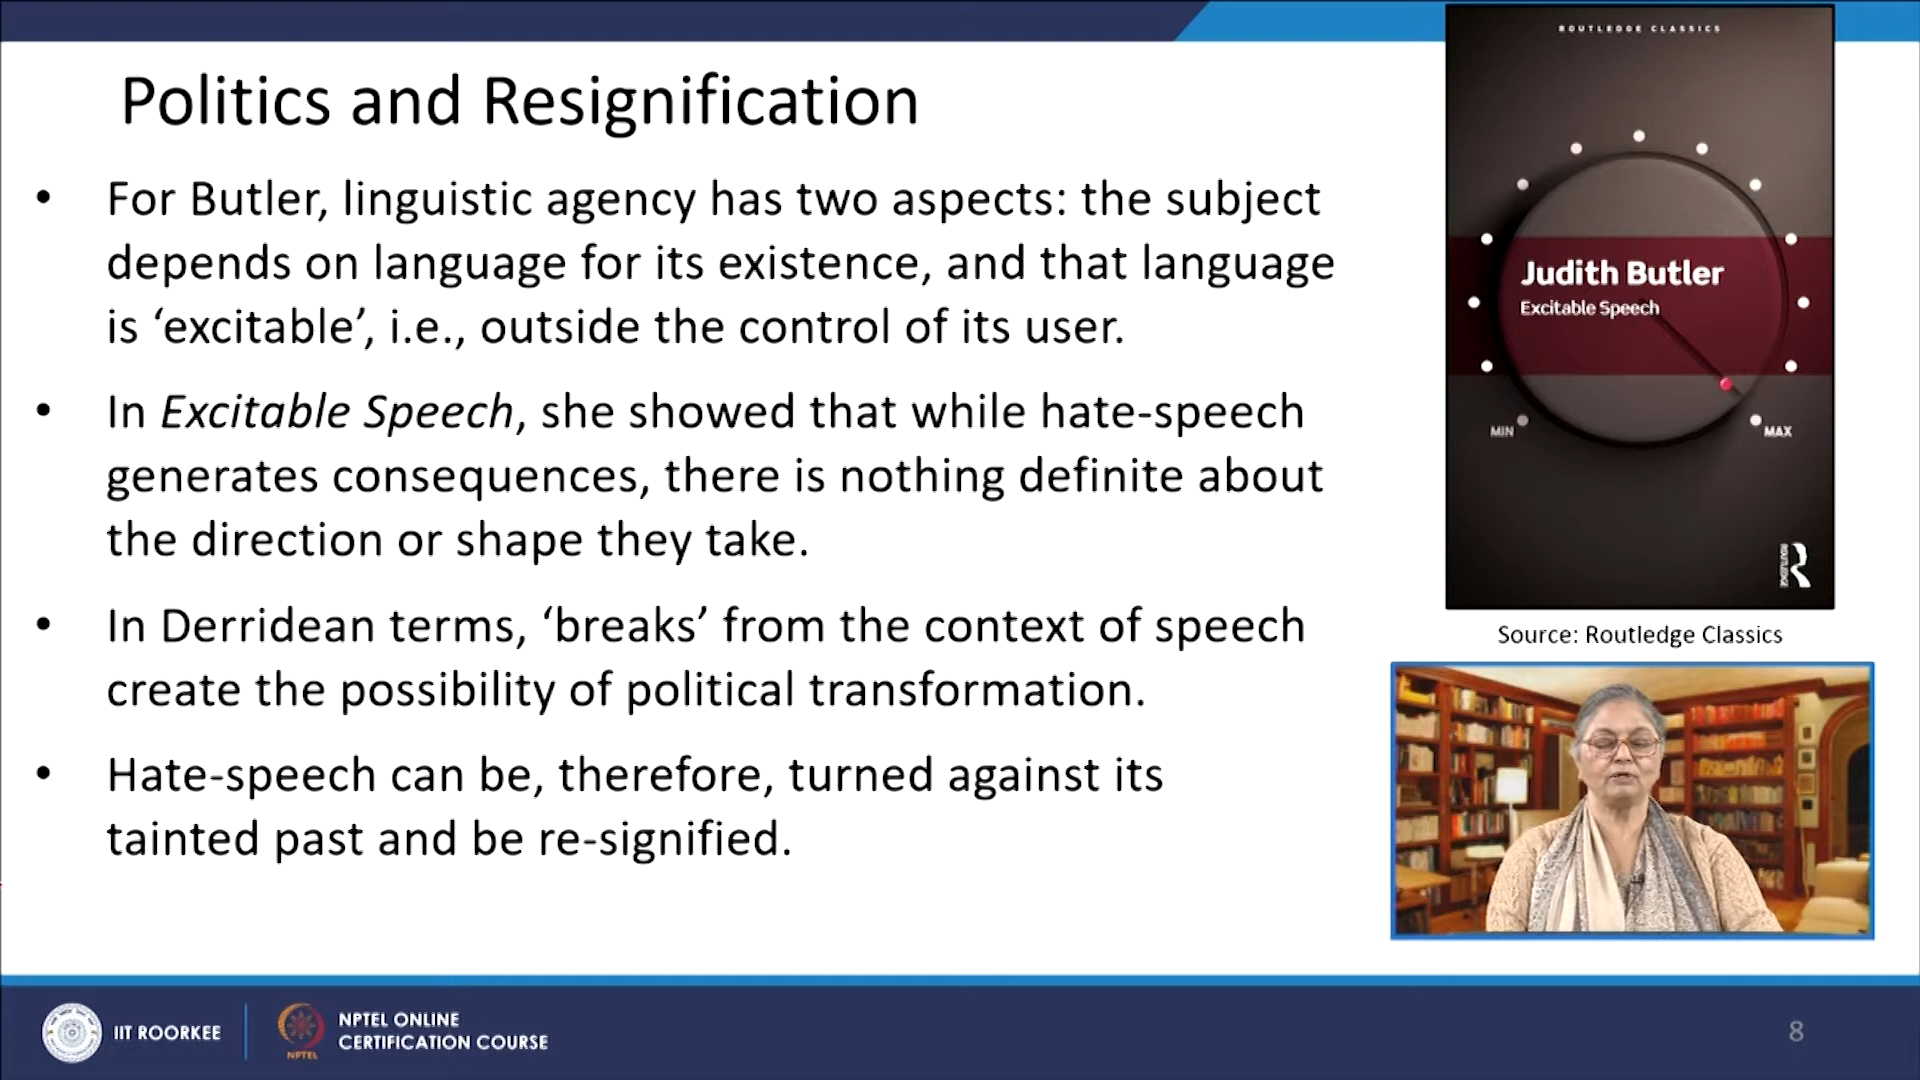 Politics and Resignification
• For Butler, linguistic agency has two aspects: the subject
depends on language for its existence, and that language
is ‘excitable’, i.e., outside the control of its user.
• In Excitable Speech, she showed that while hate-speech
generates consequences, there is nothing definite about
the direction or shape they take.
• In Derridean terms, ‘breaks’ from the context of speech
create the possibility of political transformation.
• Hate-speech can be, therefore, turned against its
tainted past and be re-signified.
ROUTLEDGE CLASSICS
Judith Butler
Excitable Speech
MIN
MAX
ROUTLEDGE
Source: Routledge Classics
IIT ROORKEE
NPTEL
NPTEL ONLINE
CERTIFICATION COURSE
8